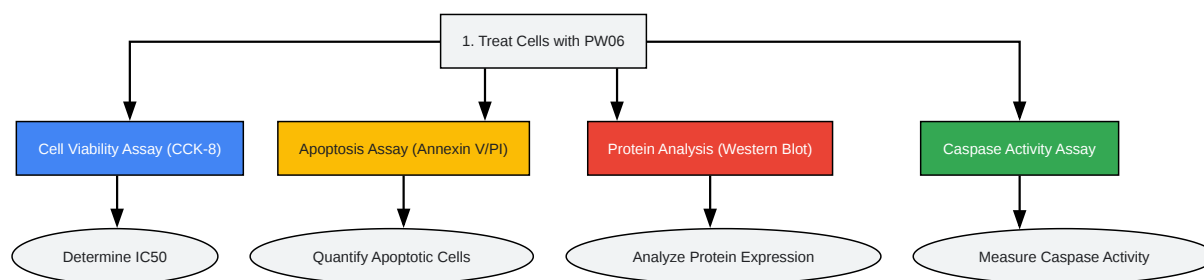 1. Treat Cells with PW06
Cell Viability Assay (CCK-8)
Apoptosis Assay (Annexin V/PI)
Protein Analysis (Western Blot)
Caspase Activity Assay
Determine IC50
Quantify Apoptotic Cells
Analyze Protein Expression
Measure Caspase Activity